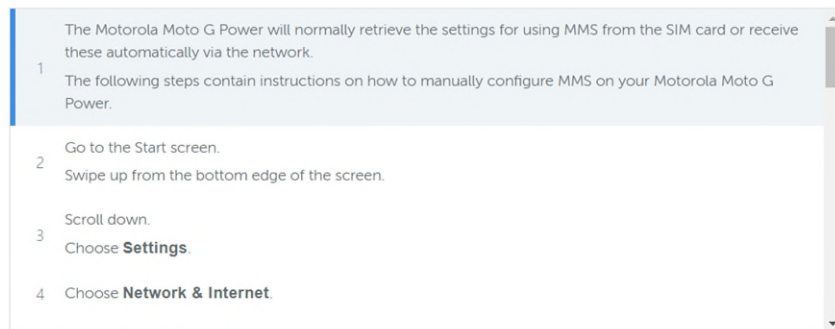 The Motorola Moto G Power will normally retrieve the settings for using MMS from the SIM card or receive
these automatically via the network.
1
The following steps contain instructions on how to manually configure MMS on your Motorola Moto G
Power.
Go to the Start screen.
2
Swipe up from the bottom edge of the screen.
Scroll down.
3
Choose Settings.
4 Choose Network & Internet.